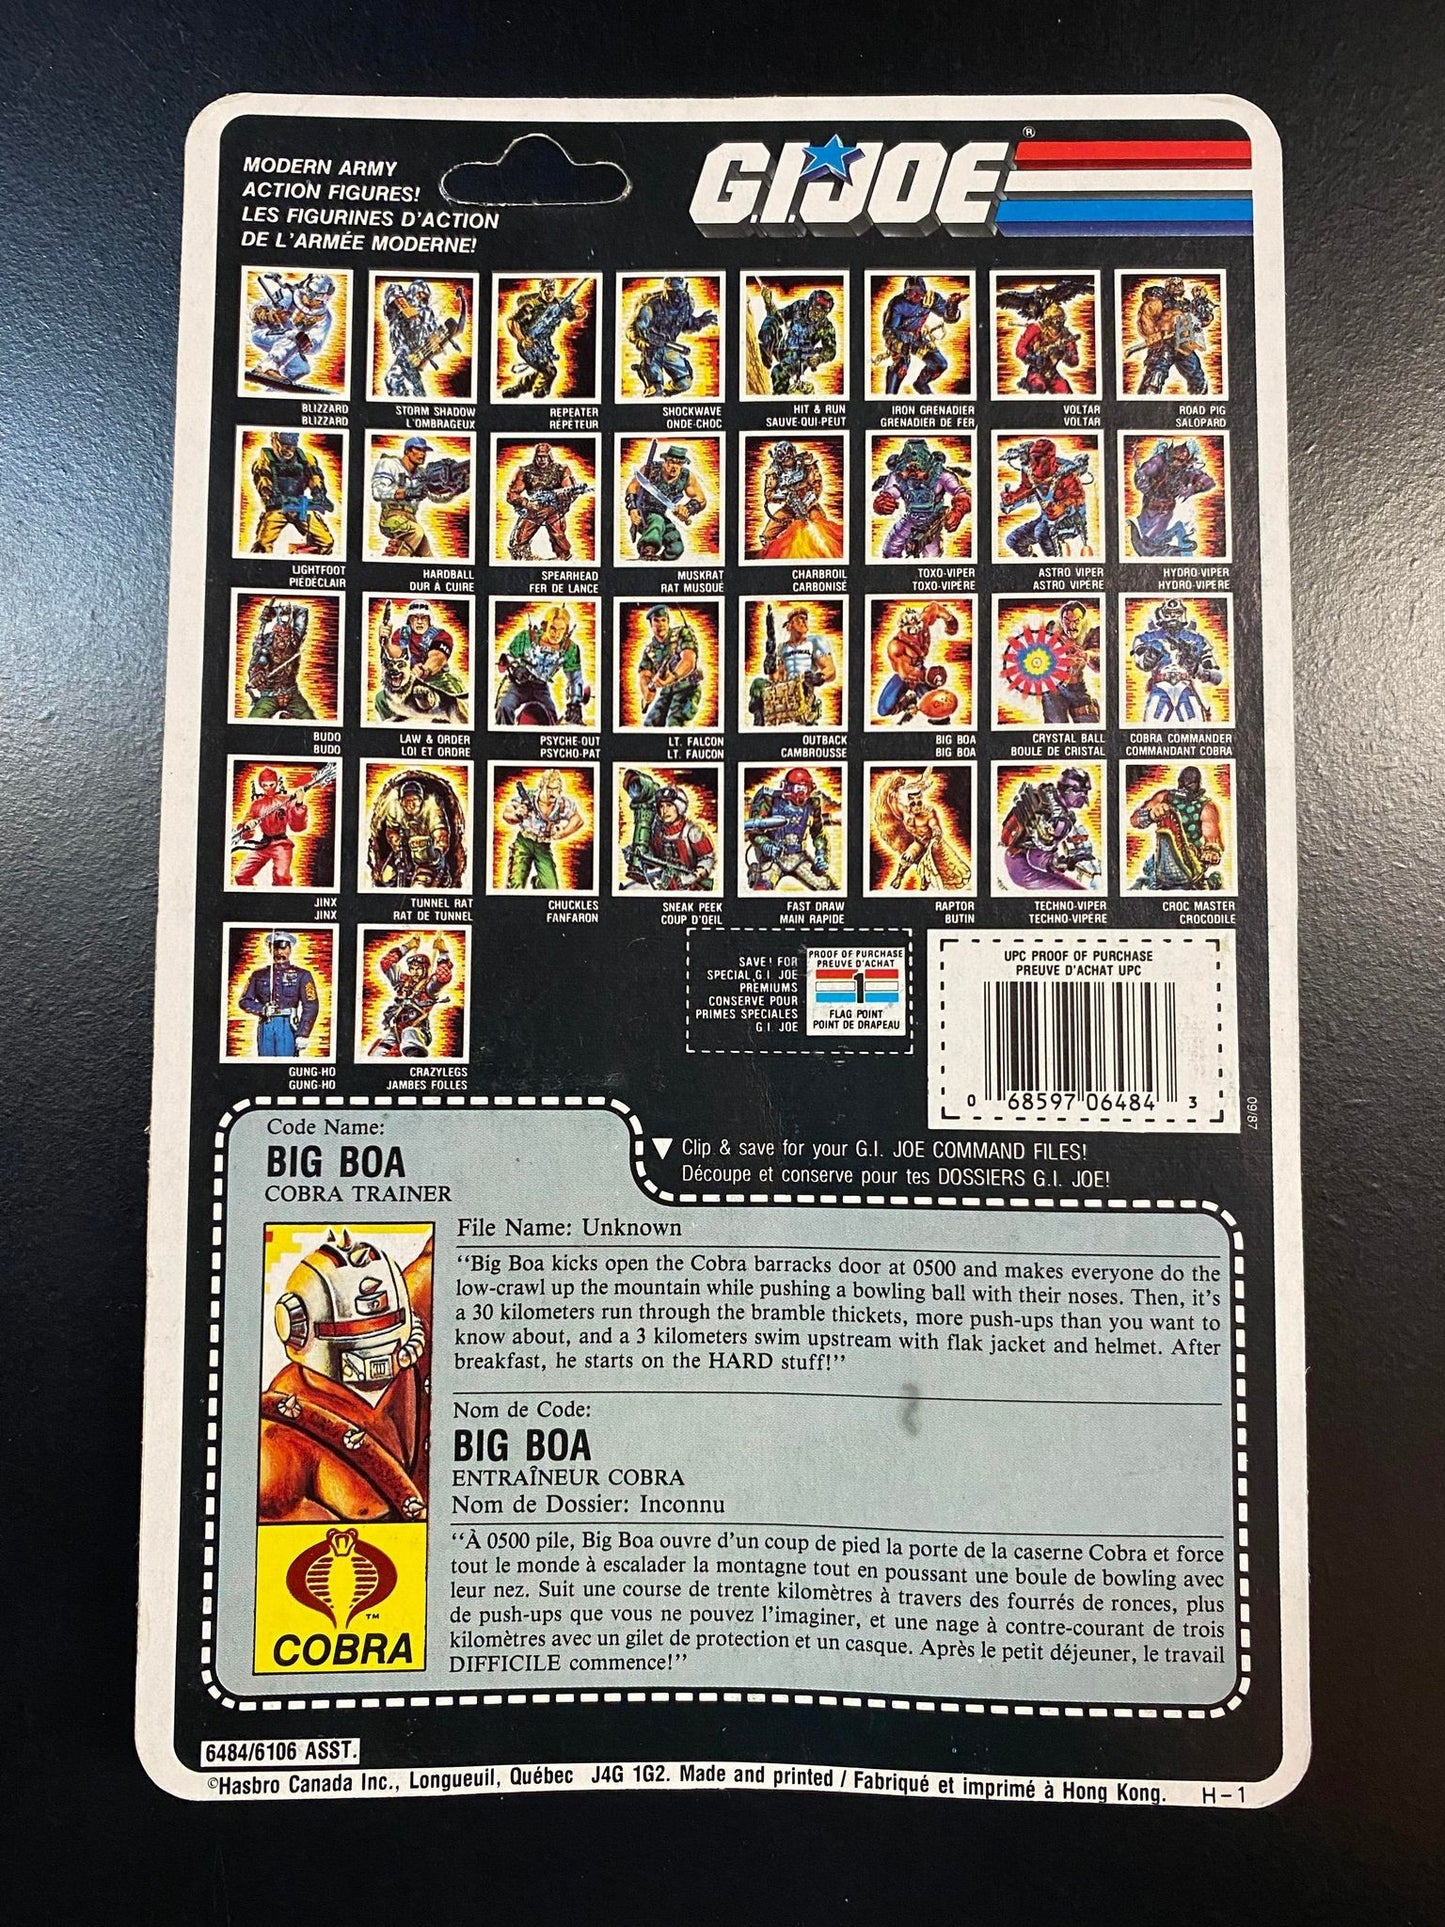 MODERN ARMY
ACTION FIGURES!
LES FIGURINES D'ACTION
DE L'ARMÉE MODERNE!
G.I. JOE ®
BLIZZARD
BLIZZARD
STORM SHADOW
L'OMBRAGEUX
REPEATER
RÉPÉTEUR
SHOCKWAVE
ONDE-CHOC
HIT & RUN
SAUVE-QUI-PEUT
IRON GRENADIER
GRENADIER DE FER
VOLTAR
VOLTAR
ROAD PIG
SALOPARD
LIGHTFOOT
PIÉDÉCLAIR
HARDBALL
DUR À CUIRE
SPEARHEAD
FER DE LANCE
MUSKRAT
RAT MUSQUÉ
CHARBROIL
CARBONISÉ
TOXO-VIPER
TOXO-VIPÈRE
ASTRO VIPER
ASTRO VIPÈRE
HYDRO-VIPER
HYDRO-VIPÈRE
BUDO
BUDO
LAW & ORDER
LOI ET ORDRE
PSYCHE-OUT
PSYCHO-PAT
LT. FALCON
LT. FAUCON
OUTBACK
CAMBROUSSE
BIG BOA
BIG BOA
CRYSTAL BALL
BOULE DE CRISTAL
COBRA COMMANDER
COMMANDANT COBRA
JINX
JINX
TUNNEL RAT
RAT DE TUNNEL
CHUCKLES
FANFARON
SNEAK PEEK
COUP D'OEIL
FAST DRAW
MAIN RAPIDE
RAPTOR
BUTIN
TECHNO-VIPER
TECHNO-VIPÈRE
CROC MASTER
CROCODILE
GUNG-HO
GUNG-HO
CRAZYLEGS
JAMBES FOLLES
SAVE! FOR
SPECIAL G.I. JOE
PREMIUMS
CONSERVE POUR
PRIMES SPECIALES
G.I. JOE
PROOF OF PURCHASE
PREUVE D'ACHAT
1
FLAG POINT
POINT DE DRAPEAU
UPC PROOF OF PURCHASE
PREUVE D'ACHAT UPC
0 68597 06484 3
09/87
Clip & save for your G.I. JOE COMMAND FILES!
Découpe et conserve pour tes DOSSIERS G.I. JOE!
Code Name:
BIG BOA
COBRA TRAINER
File Name: Unknown
“Big Boa kicks open the Cobra barracks door at 0500 and makes everyone do the
low-crawl up the mountain while pushing a bowling ball with their noses. Then, it's
a 30 kilometers run through the bramble thickets, more push-ups than you want to
know about, and a 3 kilometers swim upstream with flak jacket and helmet. After
breakfast, he starts on the HARD stuff!”
Nom de Code:
BIG BOA
ENTRAÎNEUR COBRA
Nom de Dossier: Inconnu
“À 0500 pile, Big Boa ouvre d'un coup de pied la porte de la caserne Cobra et force
tout le monde à escalader la montagne tout en poussant une boule de bowling avec
leur nez. Suit une course de trente kilomètres à travers des fourrés de ronces, plus
de push-ups que vous ne pouvez l'imaginer, et une nage à contre-courant de trois
kilomètres avec un gilet de protection et un casque. Après le petit déjeuner, le travail
DIFFICILE commence!”
TM
COBRA
6484/6106 ASST.
©Hasbro Canada Inc., Longueuil, Québec J4G 1G2. Made and printed / Fabriqué et imprimé à Hong Kong. H-1